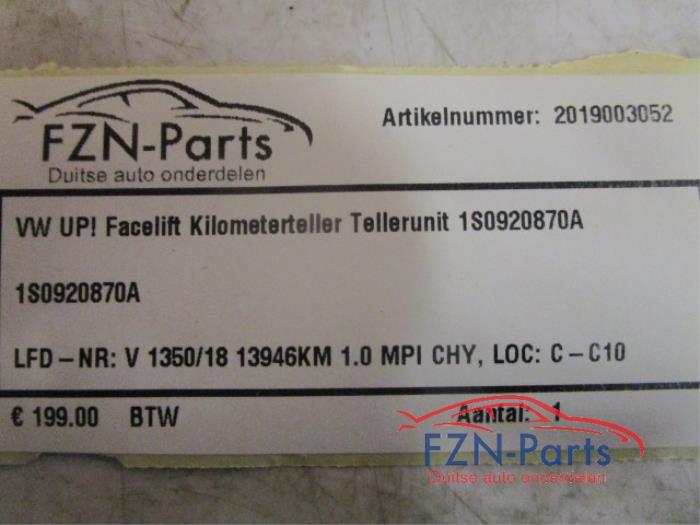 FZN-Parts
Duitse auto onderdelen
Artikelnummer: 2019003052
VW UP! Facelift Kilometerteller Tellerunit 1S0920870A
1S0920870A
LFD-NR: V 1350/18 13946KM 1.0 MPI CHY, LOC: C-C10
€ 199.00 BTW
Aantal: 1
FZN-Parts
Duitse auto onderdelen